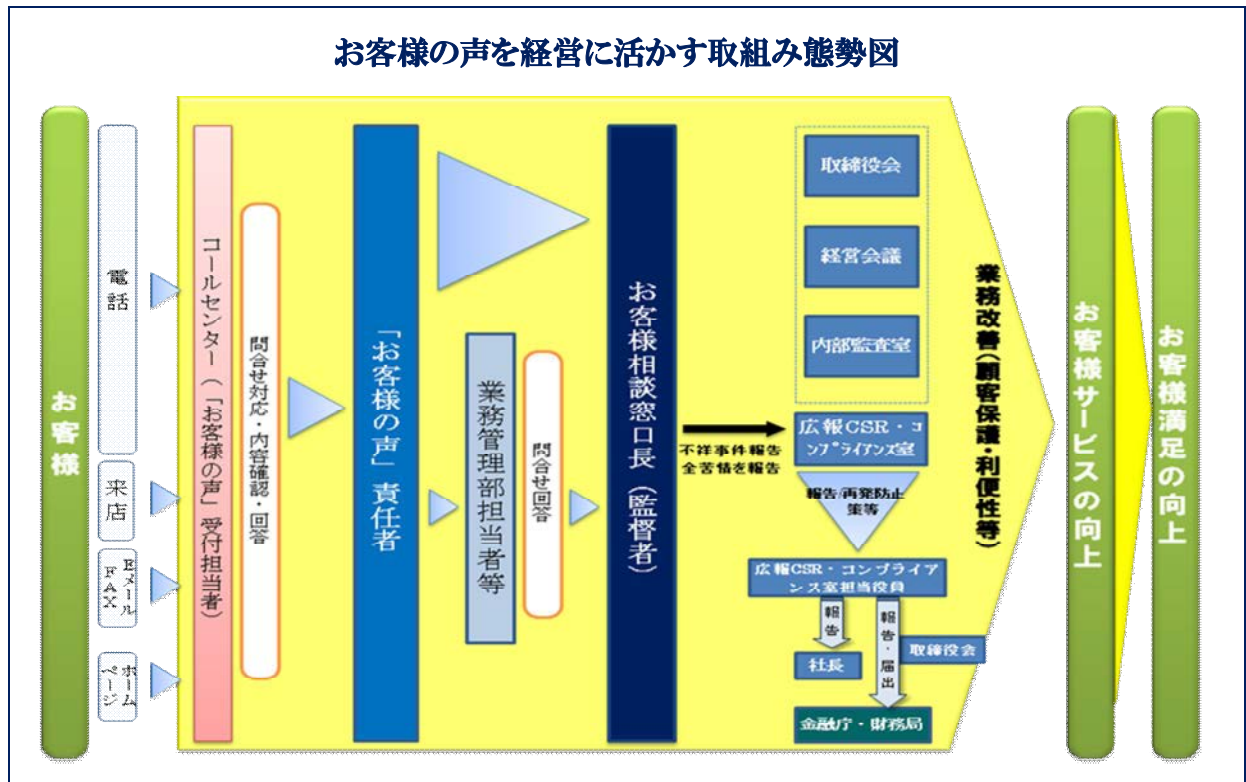 お客様の声を経営に活かす取組み態勢図
お客様
電話
来店
Eメール
FAX
ホーム
ページ
コールセンター（「お客様の声」受付担当者）
問合せ対応・内容確認・回答
「お客様の声」責任者
業務管理部担当者等
問合せ回答
お客様相談窓口長（監督者）
不祥事件報告
全苦情を報告
取締役会
経営会議
内部監査室
広報CSR・コ
ンプライアンス室
報告/再発防止
策等
広報CSR・コンプライア
ンス室担当役員
報告
報告・届出
社長
取締役会
金融庁・財務局
業務改善(顧客保護・利便性等)
お客様サービスの向上
お客様満足の向上